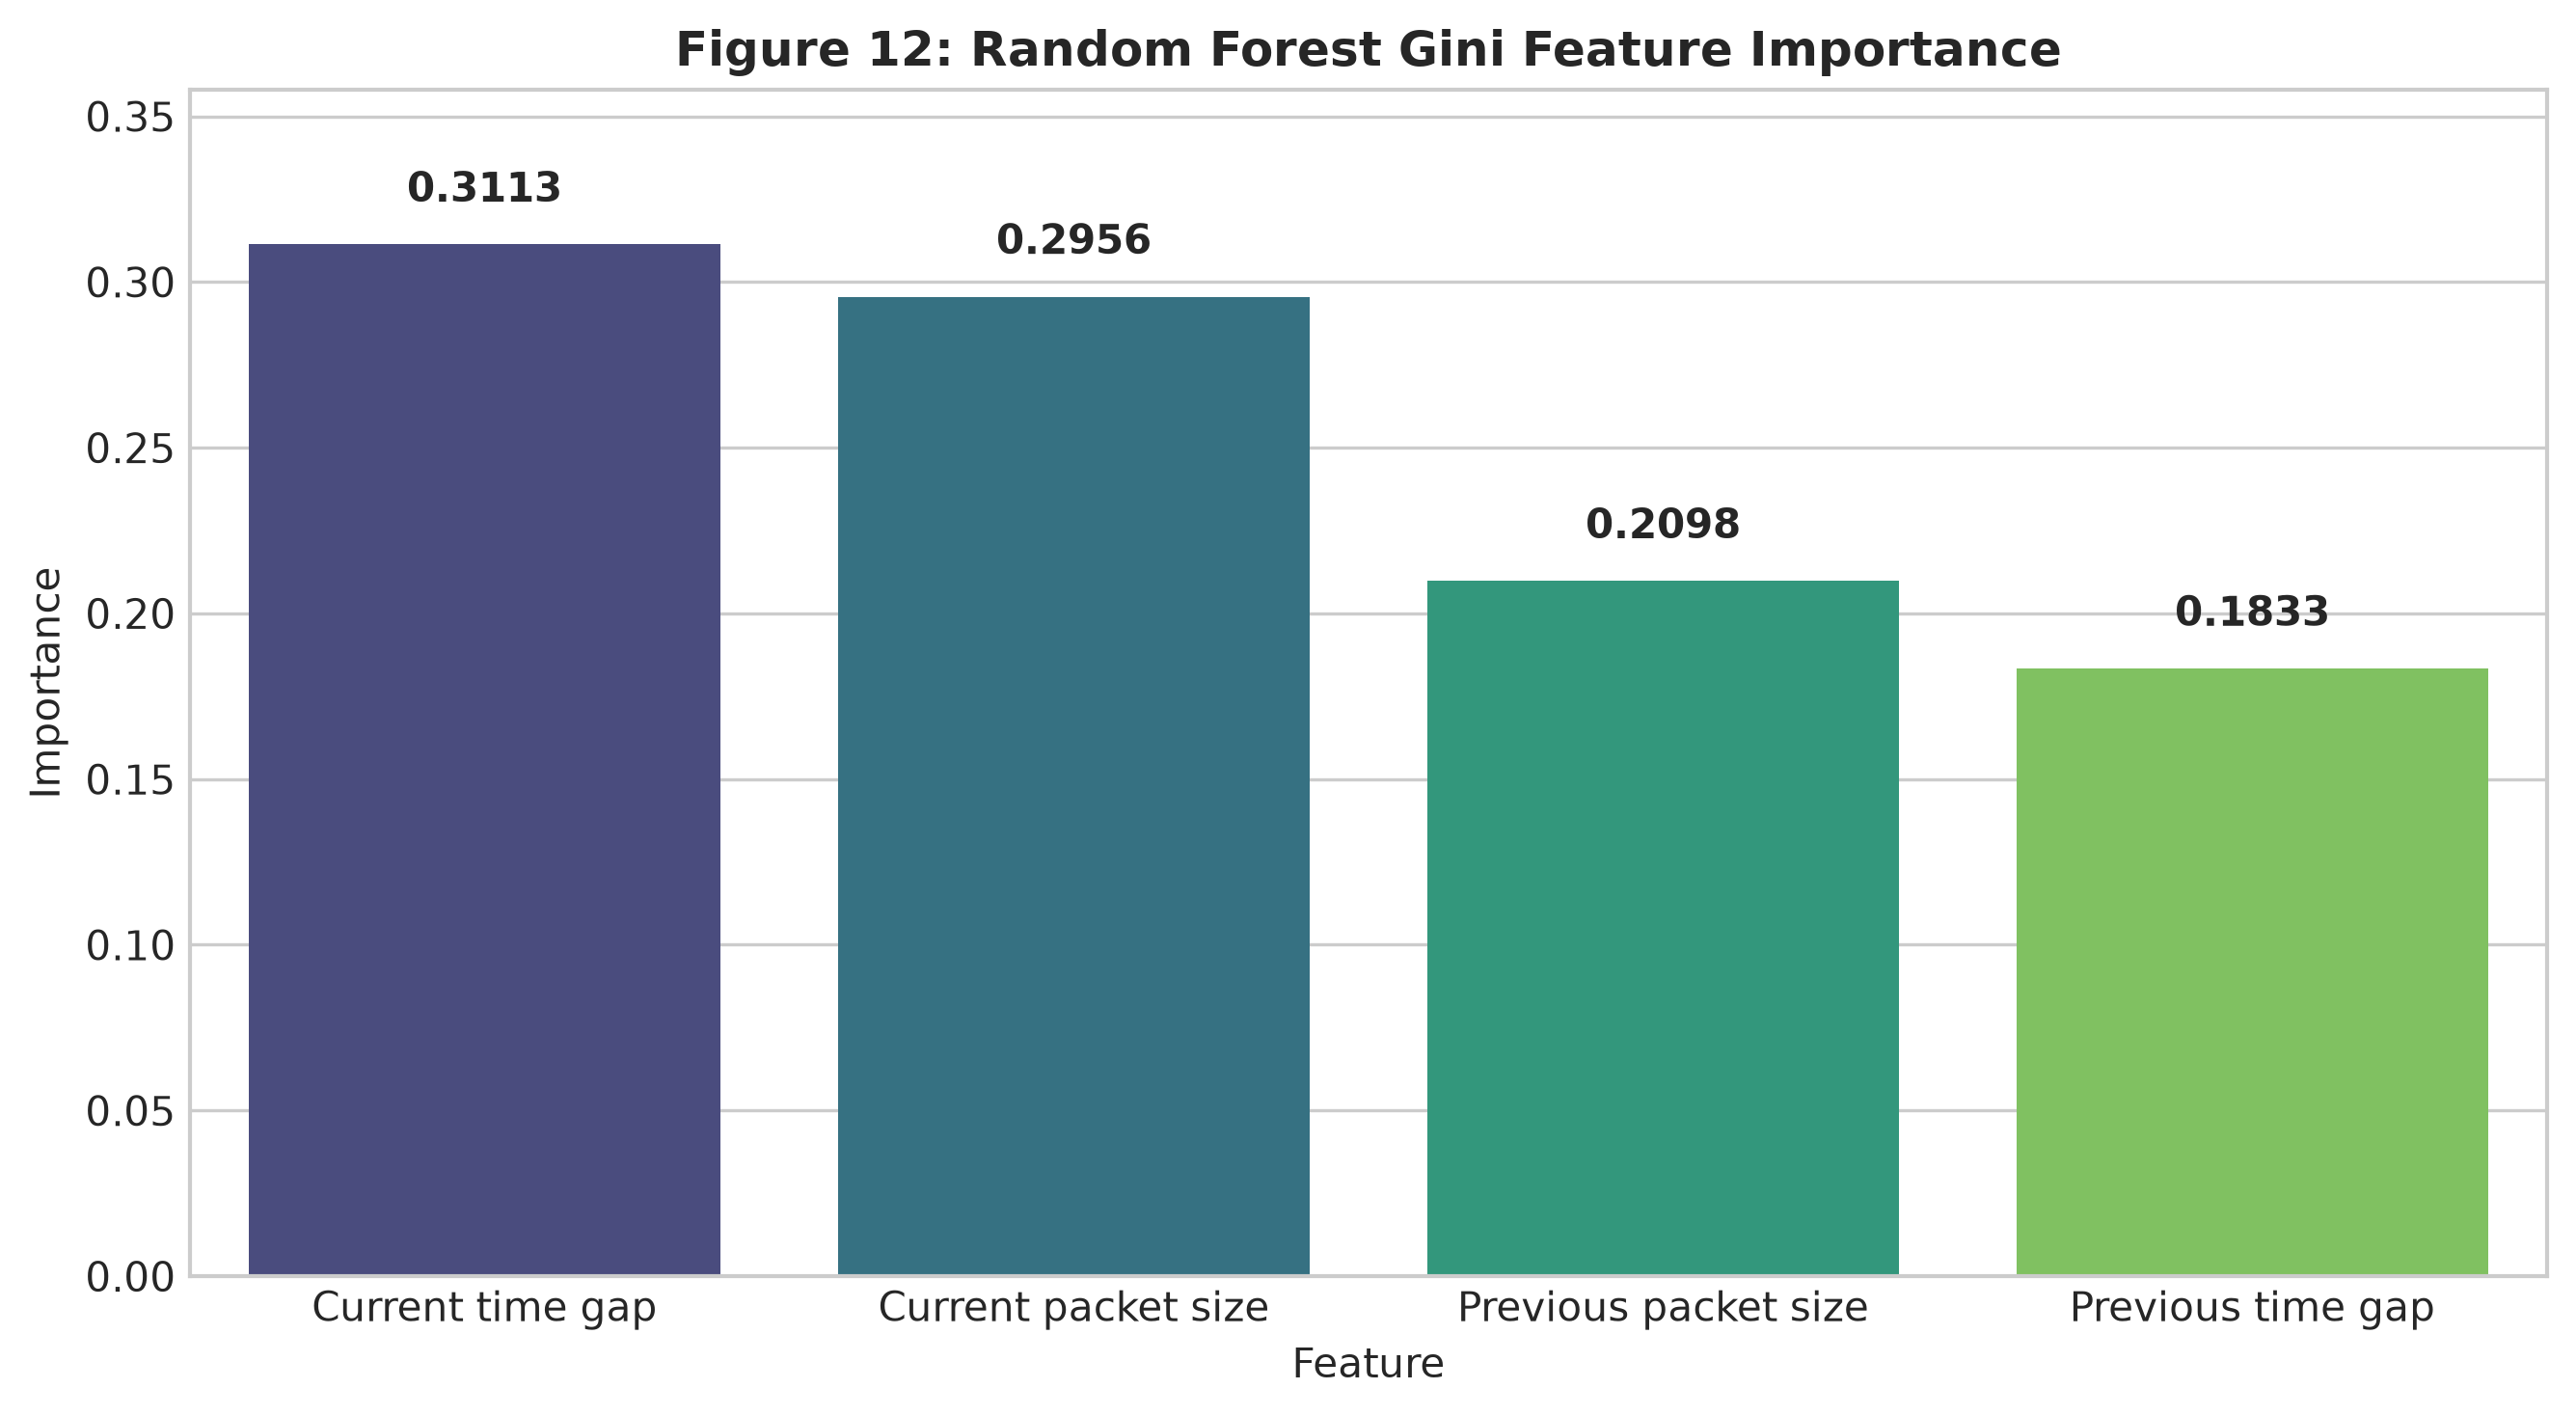 Figure 12: Random Forest Gini Feature Importance
0.35
0.30
0.25
0.20
0.15
0.10
0.05
0.00
Importance
0.3113
0.2956
0.2098
0.1833
Current time gap
Current packet size
Previous packet size
Previous time gap
Feature